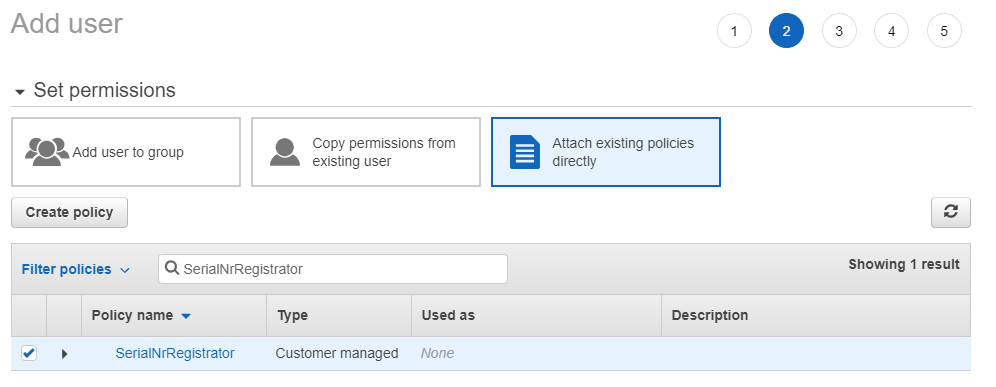 Add user
1 2 3 4 5
Set permissions
Add user to group
Copy permissions from
existing user
Attach existing policies
directly
Create policy
Filter policies
SerialNrRegistrator
Showing 1 result
Policy name Type Used as Description
SerialNrRegistrator Customer managed None